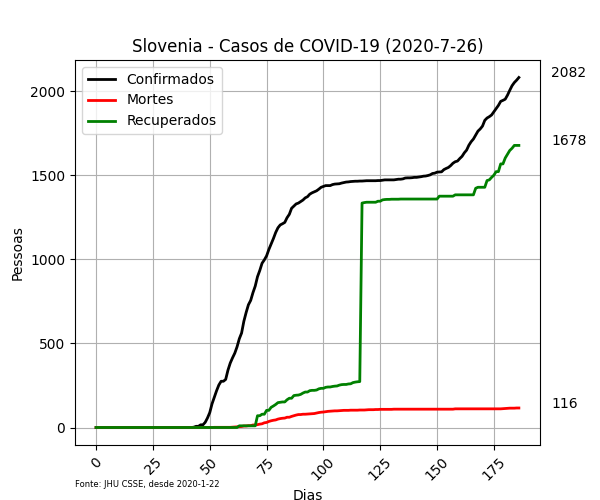 Slovenia - Casos de COVID-19 (2020-7-26)
Confirmados
Mortes
Recuperados
2082
1678
116
Pessoas
2000
1500
1000
500
0
0 25 50 75 100 125 150 175
Fonte: JHU CSSE, desde 2020-1-22
Dias